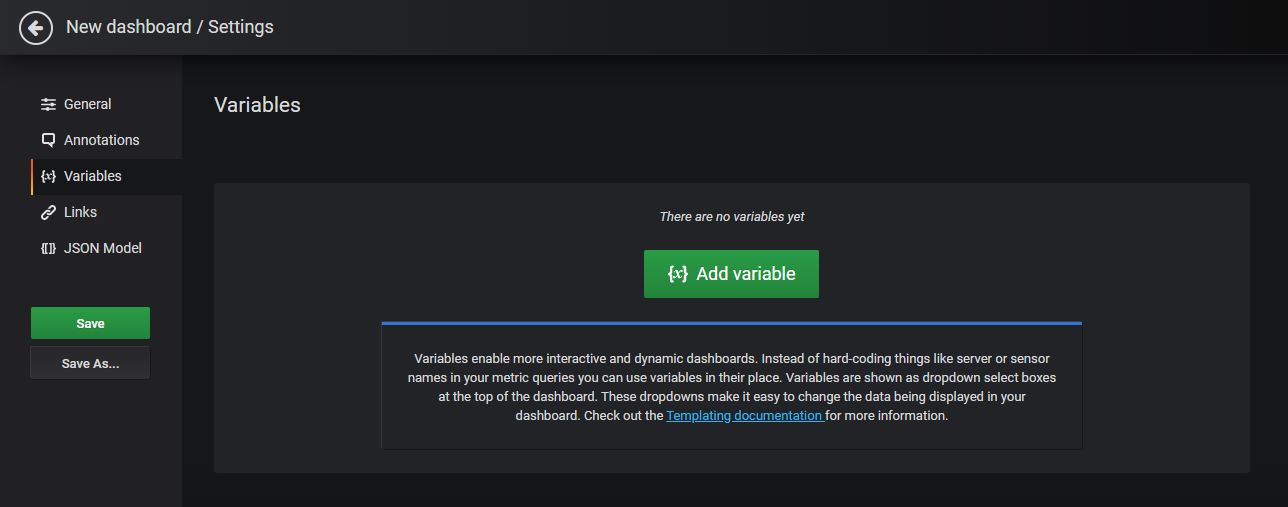 New dashboard / Settings
General
Annotations
Variables
Links
JSON Model
Save
Save As...
Variables
There are no variables yet
{x} Add variable
Variables enable more interactive and dynamic dashboards. Instead of hard-coding things like server or sensor
names in your metric queries you can use variables in their place. Variables are shown as dropdown select boxes
at the top of the dashboard. These dropdowns make it easy to change the data being displayed in your
dashboard. Check out the Templating documentation for more information.